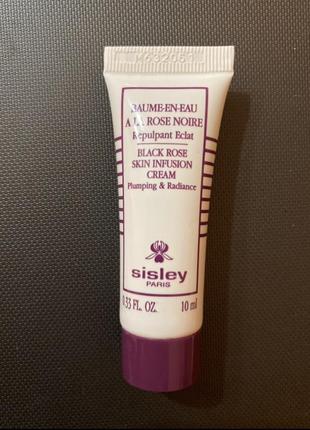 M632061
BAUME-EN-EAU
A LA ROSE NOIRE
Repulpant Eclat
BLACK ROSE
SKIN INFUSION
CREAM
Plumping & Radiance
sisley
PARIS
0.33 FL. OZ. 10 ml